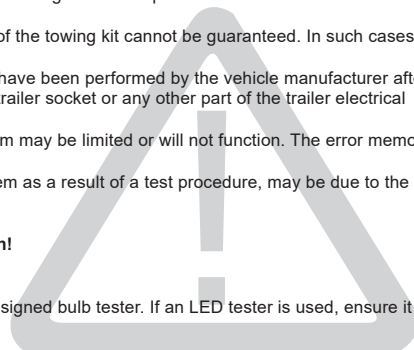 of the towing kit cannot be guaranteed. In such cases
have been performed by the vehicle manufacturer afte
trailer socket or any other part of the trailer electrical
m may be limited or will not function. The error memo
em as a result of a test procedure, may be due to the
n!
signed bulb tester. If an LED tester is used, ensure it